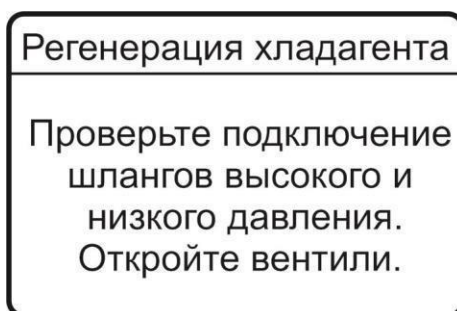 Регенерация хладагента
Проверьте подключение
шлангов высокого и
низкого давления.
Откройте вентили.